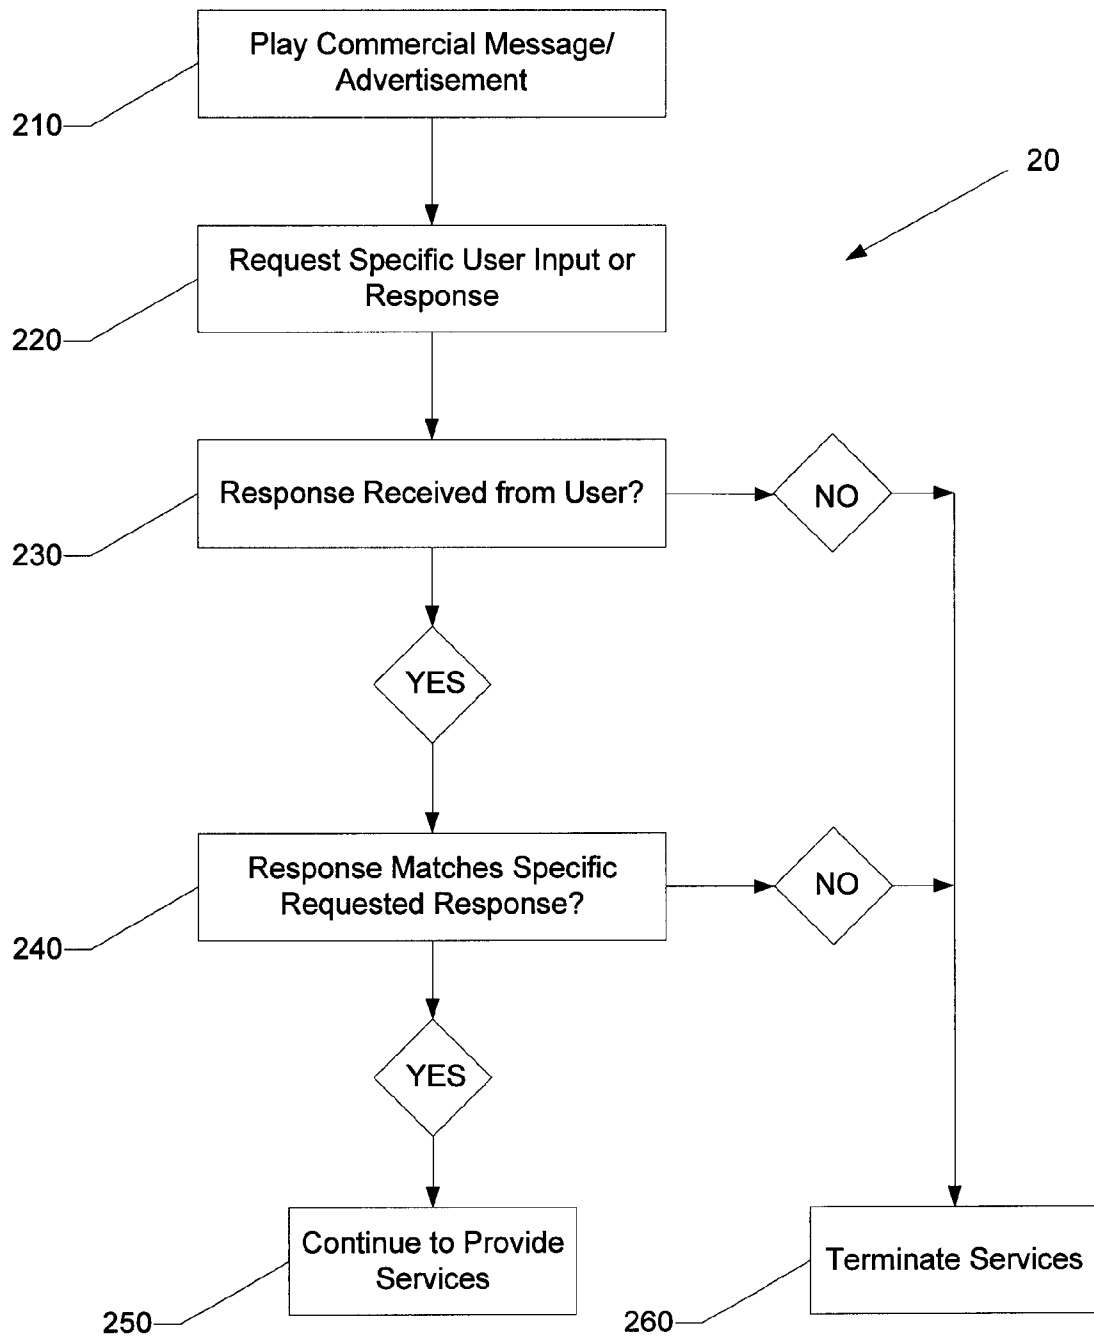 Play Commercial Message/
Advertisement
210
20
Request Specific User Input or
Response
220
Response Received from User?
NO
230
YES
Response Matches Specific
Requested Response?
NO
240
YES
Continue to Provide
Services
Terminate Services
250
260